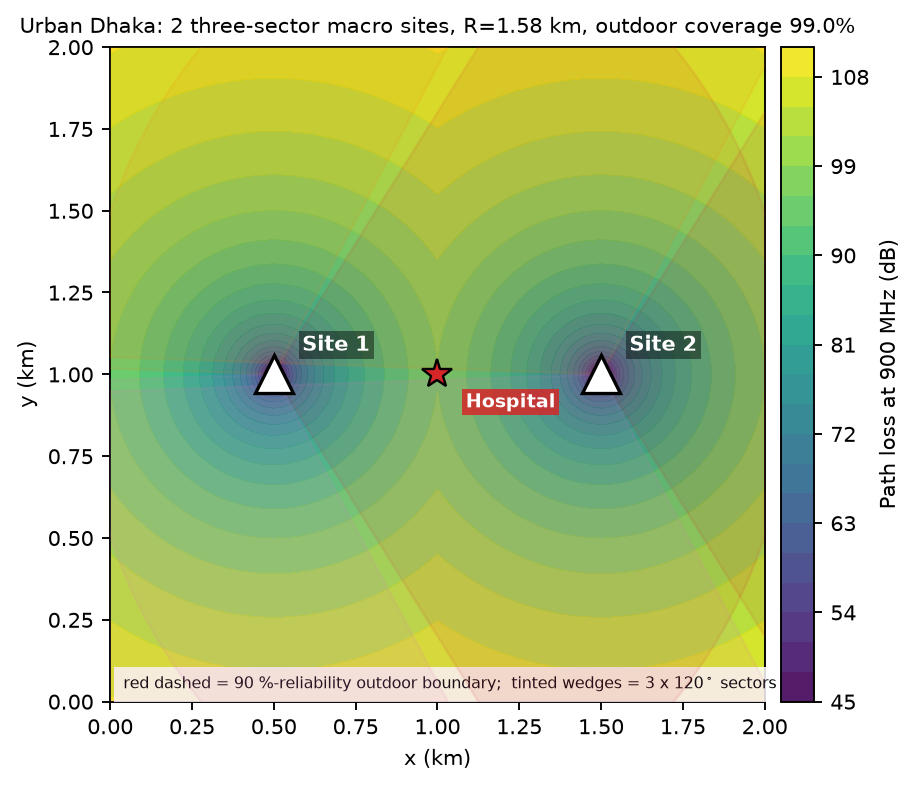 Urban Dhaka: 2 three-sector macro sites, R=1.58 km, outdoor coverage 99.0%
2.00
1.75
1.50
1.25
1.00
0.75
0.50
0.25
0.00
y (km)
Site 1
Site 2
Hospital
red dashed = 90 %-reliability outdoor boundary;  tinted wedges = 3 x 120° sectors
0.00 0.25 0.50 0.75 1.00 1.25 1.50 1.75 2.00
x (km)
108
99
90
81
72
63
54
45
Path loss at 900 MHz (dB)